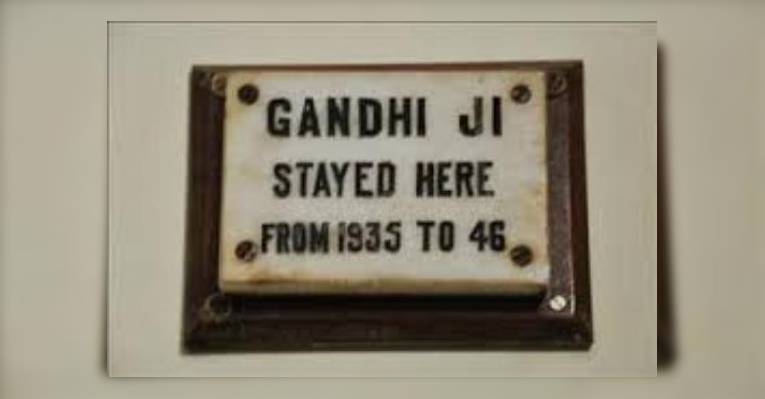 GANDHI JI
STAYED HERE
FROM 1935 TO 46